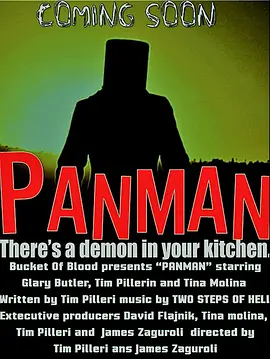 COMING SOON
PANMAN
There's a demon in your kitchen.
Bucket Of Blood presents "PANMAN" starring
Glary Butler, Tim Pillerin and Tina Molina
Written by Tim Pilleri music by TWO STEPS OF HELL
Extecutive producers David Flajnik, Tina molina,
Tim Pilleri and James Zaguroli directed by
Tim Pilleri ans James Zaguroli